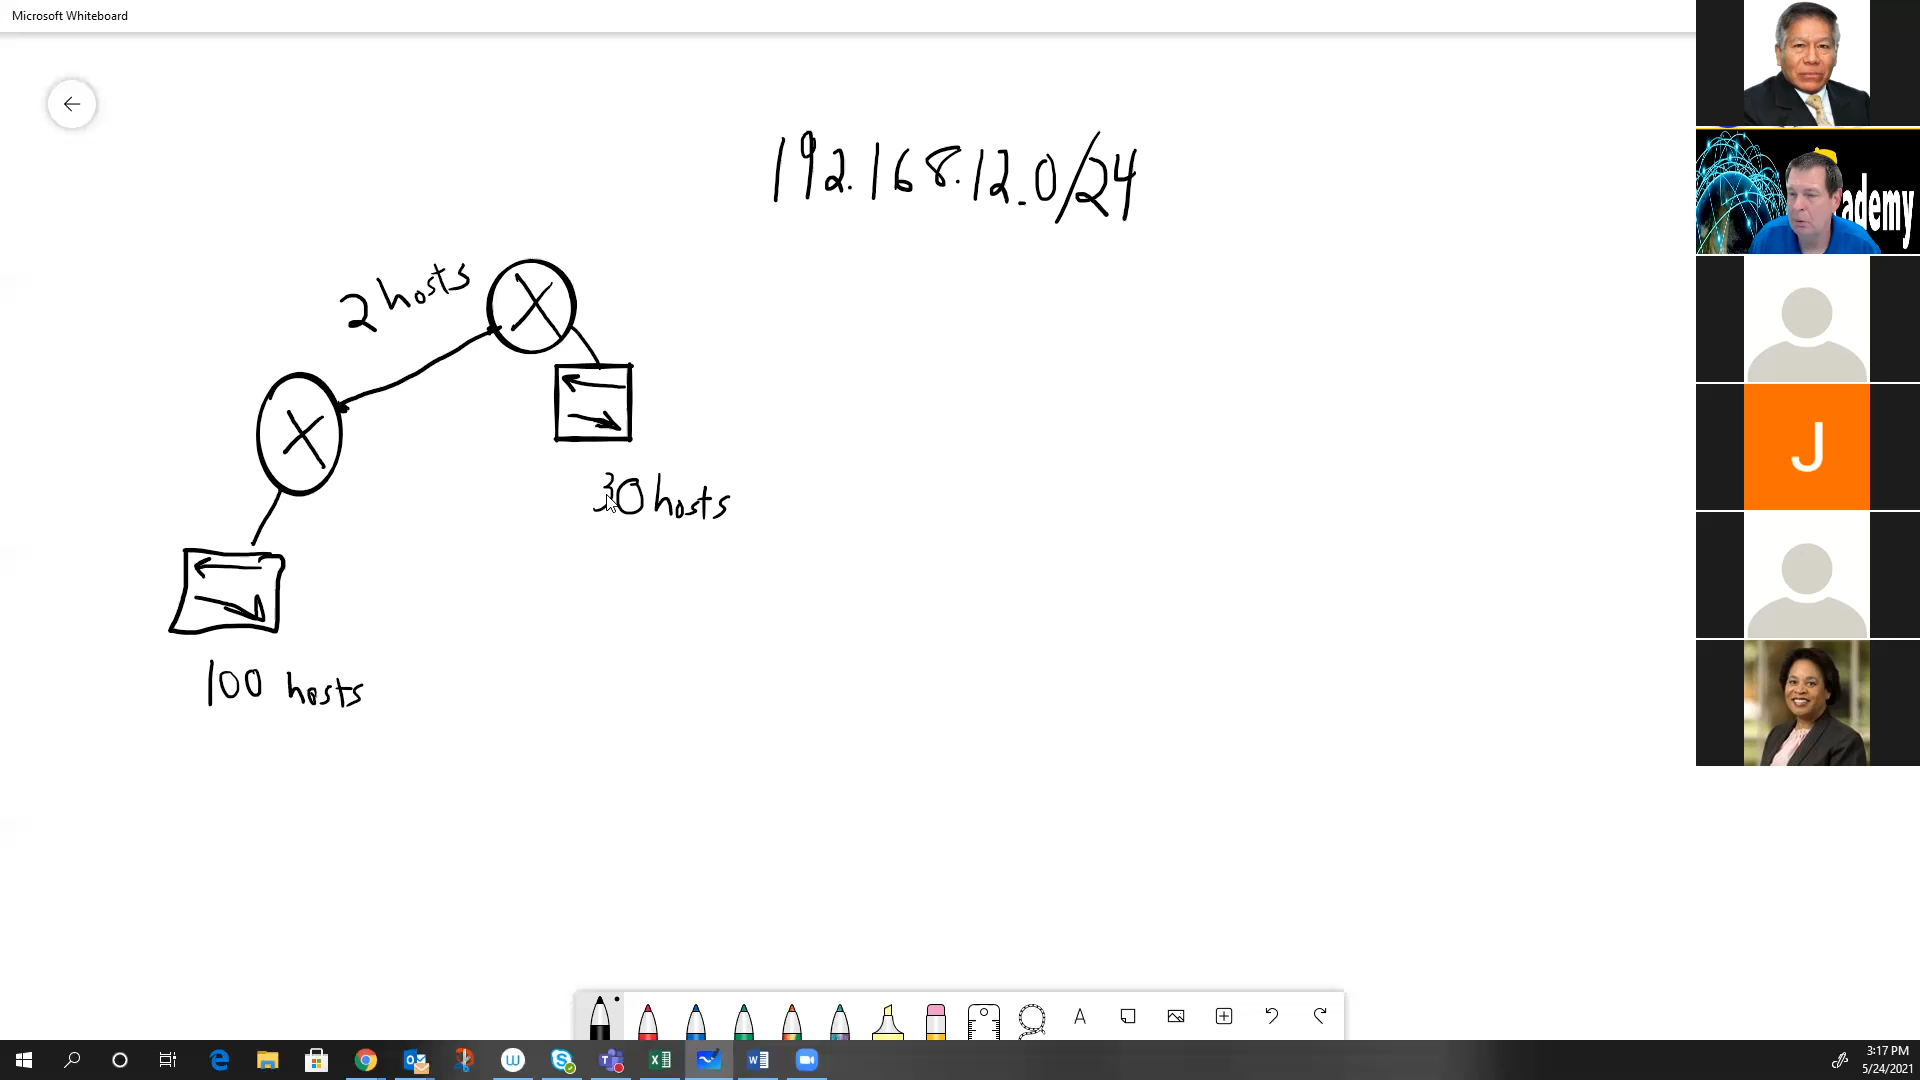 Microsoft Whiteboard
192.168.12.0/24
2 hosts
30 hosts
100 hosts
ademy
J
A
3:17 PM
5/24/2021